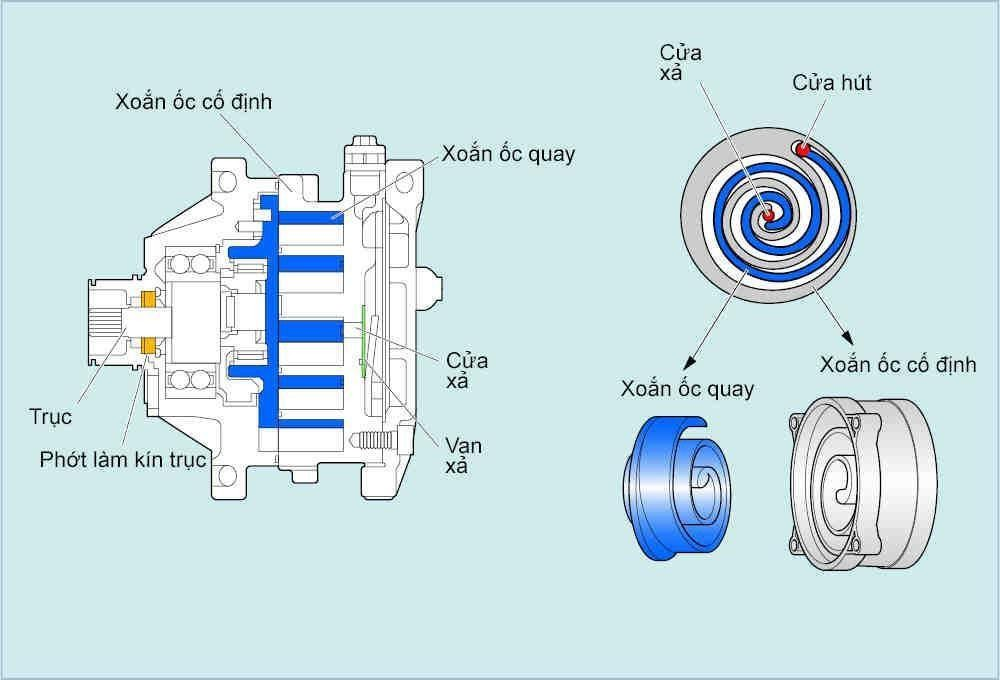 Xoắn ốc cố định
Xoắn ốc quay
Cửa
xả
Van
xả
Trục
Phớt làm kín trục
Cửa
xả
Cửa hút
Xoắn ốc quay
Xoắn ốc cố định